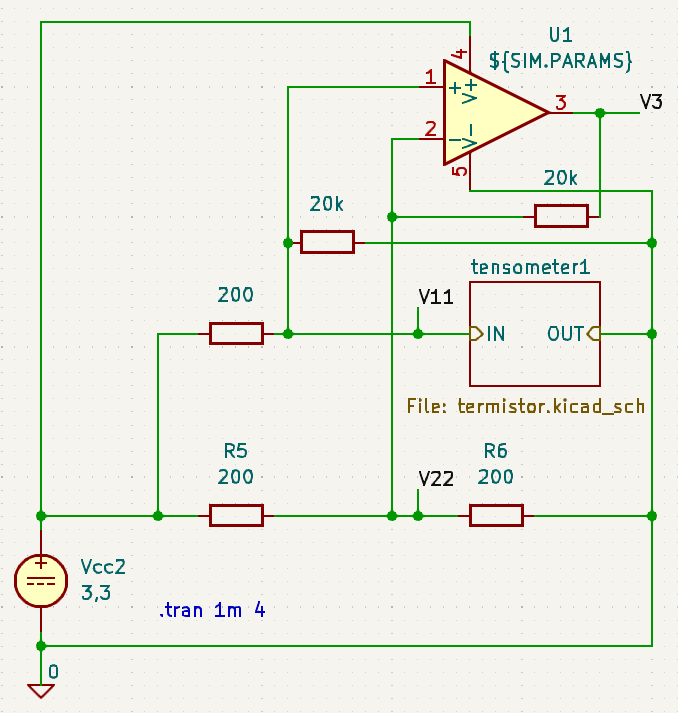 U1
${SIM.PARAMS}
4
1
+
V+
3
V3
2
V-
5
20k
20k
tensometer1
200
V11
IN
OUT
File: termistor.kicad_sch
R5
R6
200
V22
200
Vcc2
3,3
.tran 1m 4
0